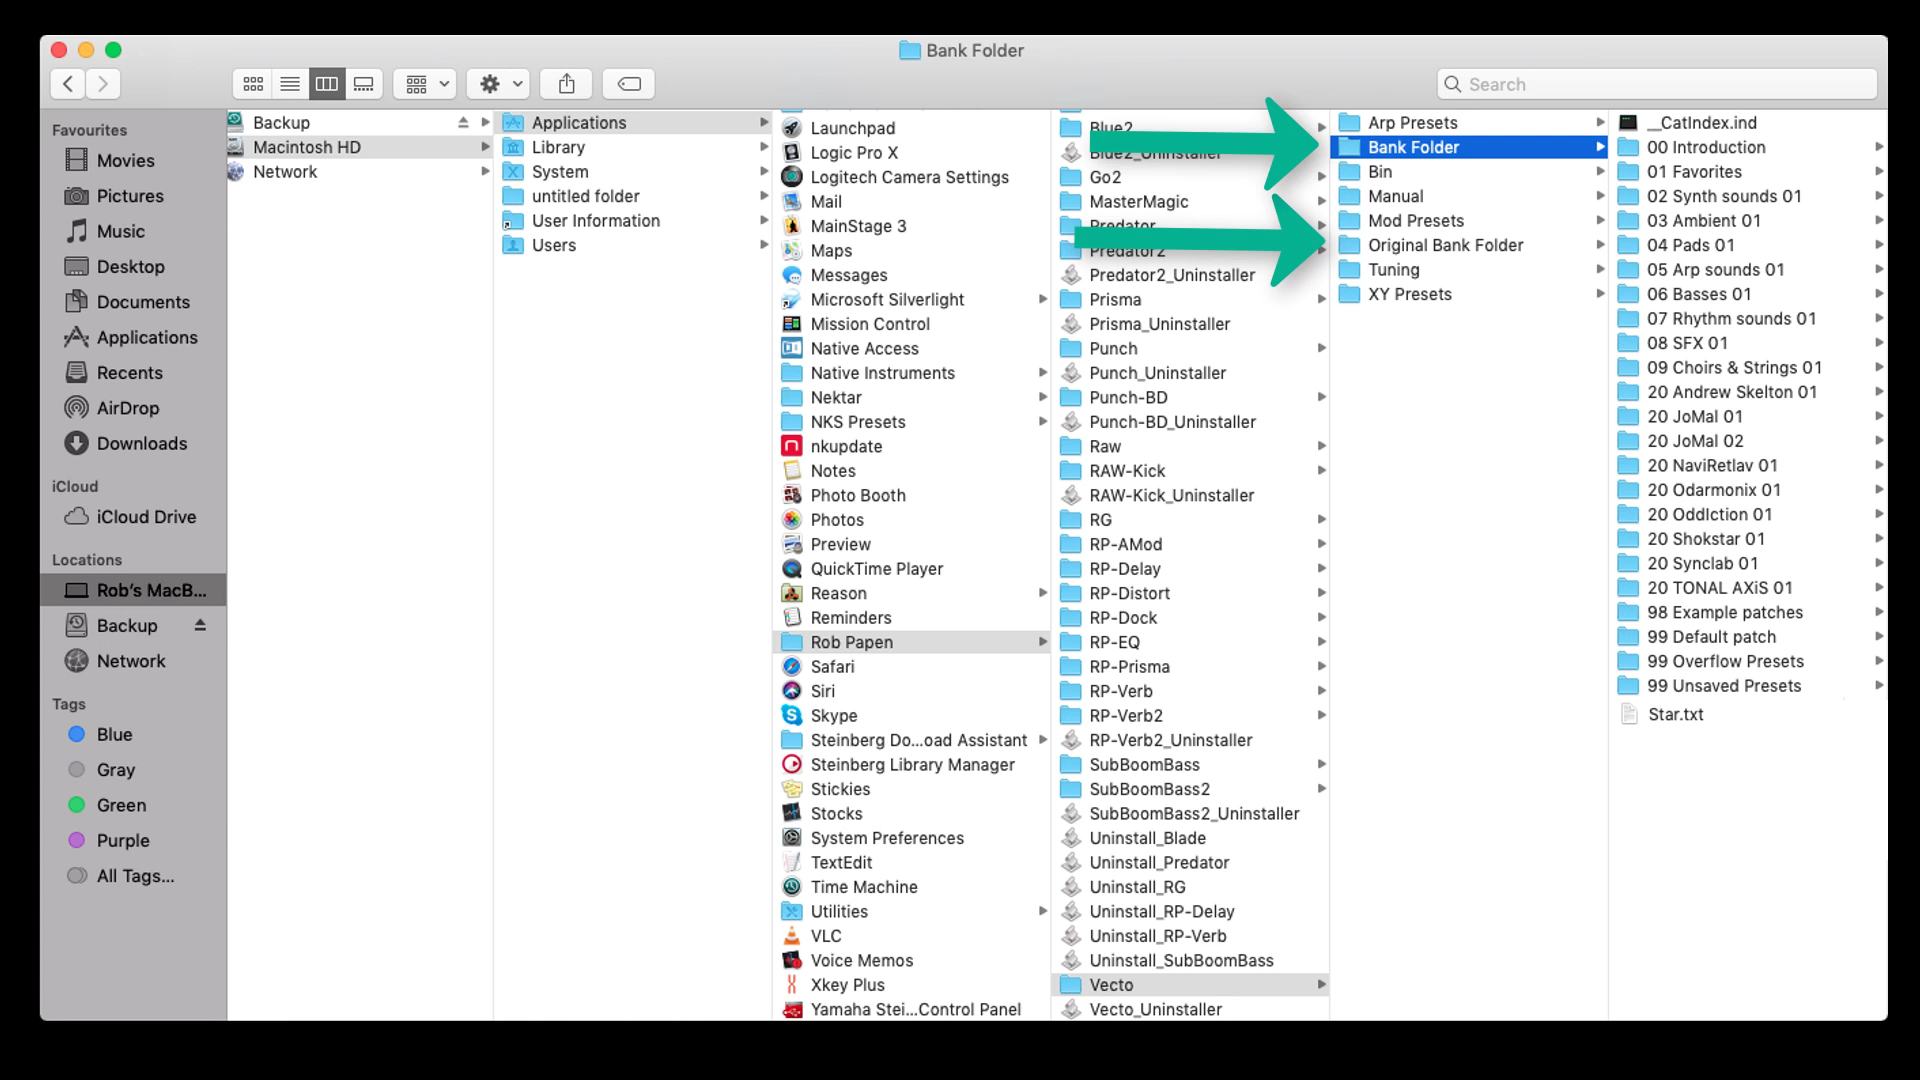 Bank Folder
Search
Favourites
Movies
Pictures
Music
Desktop
Documents
Applications
Recents
AirDrop
Downloads
iCloud
iCloud Drive
Locations
Rob's MacB...
Backup
Network
Tags
Blue
Gray
Green
Purple
All Tags...
Backup
Macintosh HD
Network
Applications
Library
System
untitled folder
User Information
Users
Launchpad
Logic Pro X
Logitech Camera Settings
Mail
MainStage 3
Maps
Messages
Microsoft Silverlight
Mission Control
Native Access
Native Instruments
Nektar
NKS Presets
nkupdate
Notes
Photo Booth
Photos
Preview
QuickTime Player
Reason
Reminders
Rob Papen
Safari
Siri
Skype
Steinberg Do...oad Assistant
Steinberg Library Manager
Stickies
Stocks
System Preferences
TextEdit
Time Machine
Utilities
VLC
Voice Memos
Xkey Plus
Yamaha Stei...Control Panel
Blue2
Blue2_Uninstaller
Go2
MasterMagic
Predator
Predator2
Predator2_Uninstaller
Prisma
Prisma_Uninstaller
Punch
Punch_Uninstaller
Punch-BD
Punch-BD_Uninstaller
Raw
RAW-Kick
RAW-Kick_Uninstaller
RG
RP-AMod
RP-Delay
RP-Distort
RP-Dock
RP-EQ
RP-Prisma
RP-Verb
RP-Verb2
RP-Verb2_Uninstaller
SubBoomBass
SubBoomBass2
SubBoomBass2_Uninstaller
Uninstall_Blade
Uninstall_Predator
Uninstall_RG
Uninstall_RP-Delay
Uninstall_RP-Verb
Uninstall_SubBoomBass
Vecto
Vecto_Uninstaller
Arp Presets
Bank Folder
Bin
Manual
Mod Presets
Original Bank Folder
Tuning
XY Presets
__CatIndex.ind
00 Introduction
01 Favorites
02 Synth sounds 01
03 Ambient 01
04 Pads 01
05 Arp sounds 01
06 Basses 01
07 Rhythm sounds 01
08 SFX 01
09 Choirs & Strings 01
20 Andrew Skelton 01
20 JoMal 01
20 JoMal 02
20 NaviRetlav 01
20 Odarmonix 01
20 OddIction 01
20 Shokstar 01
20 Synclab 01
20 TONAL AXiS 01
98 Example patches
99 Default patch
99 Overflow Presets
99 Unsaved Presets
Star.txt